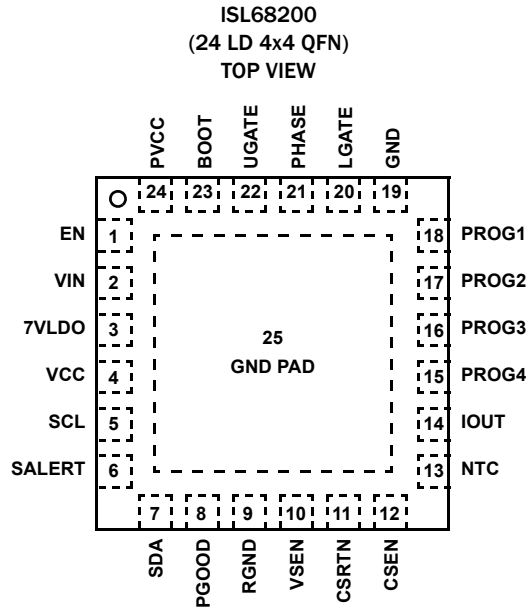 ISL68200
(24 LD 4x4 QFN)
TOP VIEW
PVCC
BOOT
UGATE
PHASE
LGATE
GND
24 23 22 21 20 19
EN 1 18 PROG1
VIN 2 17 PROG2
7VLDO 3 16 PROG3
25
GND PAD
VCC 4 15 PROG4
SCL 5 14 IOUT
SALERT 6 13 NTC
7 8 9 10 11 12
SDA
PGOOD
RGND
VSEN
CSRTN
CSEN